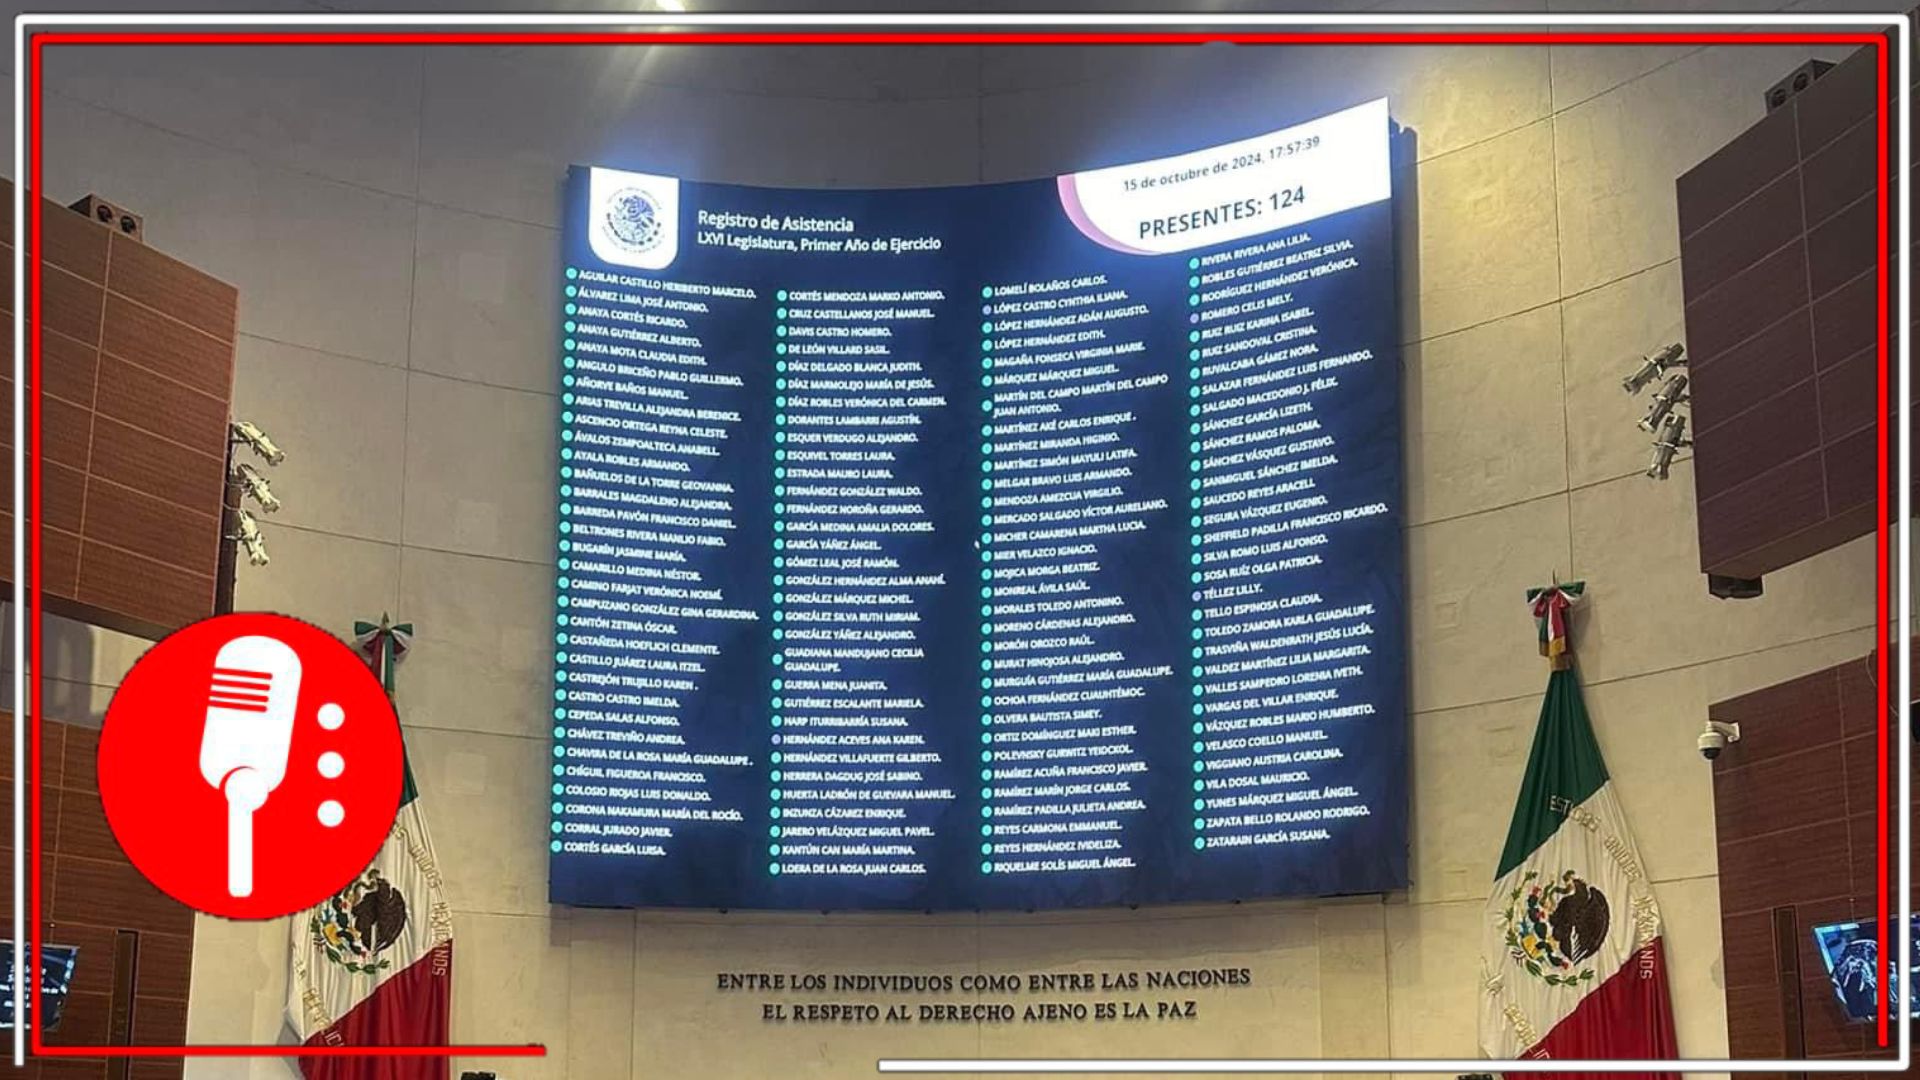 15 de octubre de 2024, 17:57:39
PRESENTES: 124
Registro de Asistencia
LXVI Legislatura, Primer Año de Ejercicio
AGUILAR CASTILLO HERIBERTO MARCELO.
ÁLVAREZ LIMA JOSÉ ANTONIO.
ANAYA CORTÉS RICARDO.
ANAYA GUTIÉRREZ ALBERTO.
ANAYA MOTA CLAUDIA EDITH.
ANGULO BRICEÑO PABLO GUILLERMO.
AÑORVE BAÑOS MANUEL.
ARIAS TREVILLA ALEJANDRA BERENICE.
ASCENCIO ORTEGA REYNA CELESTE.
ÁVALOS ZEMPOALTECA ANABELL.
AYALA ROBLES ARMANDO.
BAÑUELOS DE LA TORRE GEOVANNA.
BARRALES MAGDALENO ALEJANDRA.
BARREDA PAVÓN FRANCISCO DANIEL.
BELTRONES RIVERA MANLIO FABIO.
BUGARÍN JASMINE MARÍA.
CAMARILLO MEDINA NÉSTOR.
CAMINO FARJAT VERÓNICA NOEMÍ.
CAMPUZANO GONZÁLEZ GINA GERARDINA.
CANTÓN ZETINA ÓSCAR.
CASTAÑEDA HOEFLICH CLEMENTE.
CASTILLO JUÁREZ LAURA ITZEL.
CASTREJÓN TRUJILLO KAREN .
CASTRO CASTRO IMELDA.
CEPEDA SALAS ALFONSO.
CHÁVEZ TREVIÑO ANDREA.
CHAVIRA DE LA ROSA MARÍA GUADALUPE .
CHÍGUIL FIGUEROA FRANCISCO.
COLOSIO RIOJAS LUIS DONALDO.
CORONA NAKAMURA MARÍA DEL ROCÍO.
CORRAL JURADO JAVIER.
CORTÉS GARCÍA LUISA.
CORTÉS MENDOZA MARKO ANTONIO.
CRUZ CASTELLANOS JOSÉ MANUEL.
DAVIS CASTRO HOMERO.
DE LEÓN VILLARD SASIL.
DÍAZ DELGADO BLANCA JUDITH.
DÍAZ MARMOLEJO MARÍA DE JESÚS.
DÍAZ ROBLES VERÓNICA DEL CARMEN.
DORANTES LAMBARRI AGUSTÍN.
ESQUER VERDUGO ALEJANDRO.
ESQUIVEL TORRES LAURA.
ESTRADA MAURO LAURA.
FERNÁNDEZ GONZÁLEZ WALDO.
FERNÁNDEZ NOROÑA GERARDO.
GARCÍA MEDINA AMALIA DOLORES.
GARCÍA YÁÑEZ ÁNGEL.
GÓMEZ LEAL JOSÉ RAMÓN.
GONZÁLEZ HERNÁNDEZ ALMA ANAHÍ.
GONZÁLEZ MÁRQUEZ MICHEL.
GONZÁLEZ SILVA RUTH MIRIAM.
GONZÁLEZ YÁÑEZ ALEJANDRO.
GUADIANA MANDUJANO CECILIA
GUADALUPE.
GUERRA MENA JUANITA.
GUTIÉRREZ ESCALANTE MARIELA.
HARP ITURRIBARRÍA SUSANA.
HERNÁNDEZ ACEVES ANA KAREN.
HERNÁNDEZ VILLAFUERTE GILBERTO.
HERRERA DAGDUG JOSÉ SABINO.
HUERTA LADRÓN DE GUEVARA MANUEL.
INZUNZA CÁZAREZ ENRIQUE.
JARERO VELÁZQUEZ MIGUEL PAVEL.
KANTÚN CAN MARÍA MARTINA.
LOERA DE LA ROSA JUAN CARLOS.
LOMELÍ BOLAÑOS CARLOS.
LÓPEZ CASTRO CYNTHIA ILIANA.
LÓPEZ HERNÁNDEZ ADÁN AUGUSTO.
LÓPEZ HERNÁNDEZ EDITH.
MAGAÑA FONSECA VIRGINIA MARIE.
MÁRQUEZ MÁRQUEZ MIGUEL.
MARTÍN DEL CAMPO MARTÍN DEL CAMPO
JUAN ANTONIO.
MARTÍNEZ AKÉ CARLOS ENRIQUE .
MARTÍNEZ MIRANDA HIGINIO.
MARTÍNEZ SIMÓN MAYULI LATIFA.
MELGAR BRAVO LUIS ARMANDO.
MENDOZA AMEZCUA VIRGILIO.
MERCADO SALGADO VÍCTOR AURELIANO.
MICHER CAMARENA MARTHA LUCIA.
MIER VELAZCO IGNACIO.
MOJICA MORGA BEATRIZ.
MONREAL ÁVILA SAÚL.
MORALES TOLEDO ANTONINO.
MORENO CÁRDENAS ALEJANDRO.
MORÓN OROZCO RAÚL.
MURAT HINOJOSA ALEJANDRO.
MURGUÍA GUTIÉRREZ MARÍA GUADALUPE.
OCHOA FERNÁNDEZ CUAUHTÉMOC.
OLVERA BAUTISTA SIMEY.
ORTIZ DOMÍNGUEZ MAKI ESTHER.
POLEVNSKY GURWITZ YEIDCKOL.
RAMÍREZ ACUÑA FRANCISCO JAVIER.
RAMÍREZ MARÍN JORGE CARLOS.
RAMÍREZ PADILLA JULIETA ANDREA.
REYES CARMONA EMMANUEL.
REYES HERNÁNDEZ IVIDELIZA.
RIQUELME SOLÍS MIGUEL ÁNGEL.
RIVERA RIVERA ANA LILIA.
ROBLES GUTIÉRREZ BEATRIZ SILVIA.
RODRÍGUEZ HERNÁNDEZ VERÓNICA.
ROMERO CELIS MELY.
RUIZ RUIZ KARINA ISABEL.
RUIZ SANDOVAL CRISTINA.
RUVALCABA GÁMEZ NORA.
SALAZAR FERNÁNDEZ LUIS FERNANDO.
SALGADO MACEDONIO J. FÉLIX.
SÁNCHEZ GARCÍA LIZETH.
SÁNCHEZ RAMOS PALOMA.
SÁNCHEZ VÁSQUEZ GUSTAVO.
SANMIGUEL SÁNCHEZ IMELDA.
SAUCEDO REYES ARACELI.
SEGURA VÁZQUEZ EUGENIO.
SHEFFIELD PADILLA FRANCISCO RICARDO.
SILVA ROMO LUIS ALFONSO.
SOSA RUÍZ OLGA PATRICIA.
TÉLLEZ LILLY.
TELLO ESPINOSA CLAUDIA.
TOLEDO ZAMORA KARLA GUADALUPE.
TRASVIÑA WALDENRATH JESÚS LUCÍA.
VALDEZ MARTÍNEZ LILIA MARGARITA.
VALLES SAMPEDRO LORENIA IVETH.
VARGAS DEL VILLAR ENRIQUE.
VÁZQUEZ ROBLES MARIO HUMBERTO.
VELASCO COELLO MANUEL.
VIGGIANO AUSTRIA CAROLINA.
VILA DOSAL MAURICIO.
YUNES MÁRQUEZ MIGUEL ÁNGEL.
ZAPATA BELLO ROLANDO RODRIGO.
ZATARAIN GARCÍA SUSANA.
ENTRE LOS INDIVIDUOS COMO ENTRE LAS NACIONES
EL RESPETO AL DERECHO AJENO ES LA PAZ